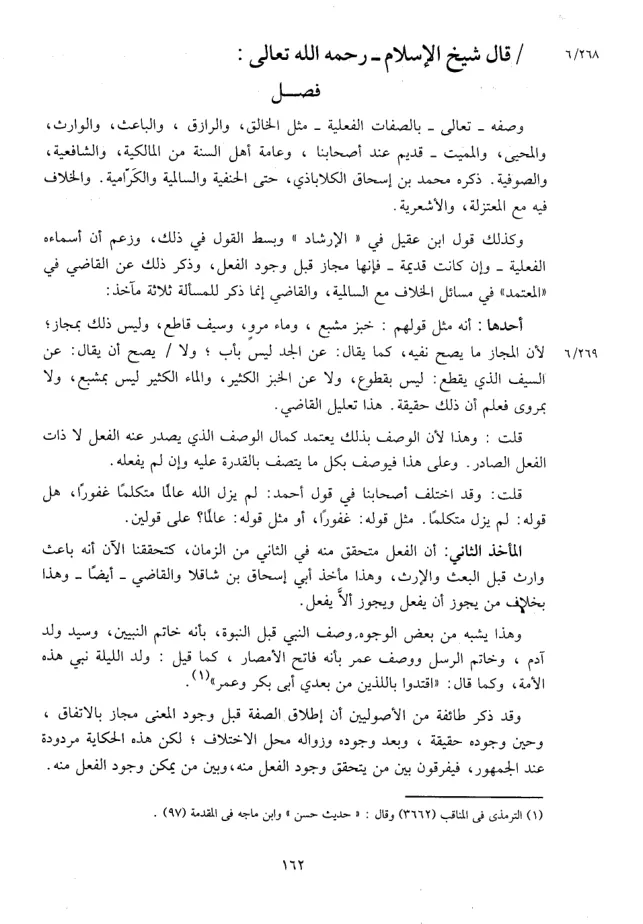 ٦/٢٦٨
/ قال شيخ الإسلام ـ رحمه الله تعالى :
فصـــل
وصفه ـ تعالى ـ بالصفات الفعلية ـ مثل الخالق، والرازق ، والباعث، والوارث،
والمحيى، والمميت ـ قديم عند أصحابنا ، وعامة أهل السنة من المالكية، والشافعية،
والصوفية . ذكره محمد بن إسحاق الكلاباذي، حتى الحنفية والسالمية والكَرَّامية . والخلاف
فيه مع المعتزلة، والأشعرية.
وكذلك قول ابن عقيل في « الإرشاد » وبسط القول في ذلك، وزعم أن أسماءه
الفعلية ـ وإن كانت قديمة ـ فإنها مجاز قبل وجود الفعل، وذكر ذلك عن القاضي في
«المعتمد» في مسائل الخلاف مع السالمية، والقاضي إنما ذكر للمسألة ثلاثة مآخذ:
أحدها : أنه مثل قولهم : خبز مشبع ، وماء مروٍ، وسيف قاطع، وليس ذلك بمجاز؛
٦/٢٦٩
لأن المجاز ما يصح نفيه، كما يقال: عن الجد ليس بأب ؛ ولا / يصح أن يقال: عن
السيف الذي يقطع: ليس بقطوع، ولا عن الخبز الكثير، والماء الكثير ليس بمشبع، ولا
بمروى فعلم أن ذلك حقيقة. هذا تعليل القاضي.
قلت : وهذا لأن الوصف بذلك يعتمد كمال الوصف الذي يصدر عنه الفعل لا ذات
الفعل الصادر. وعلى هذا فيوصف بكل ما يتصف بالقدرة عليه وإن لم يفعله.
قلت: وقد اختلف أصحابنا في قول أحمد: لم يزل الله عالمًا متكلمًا غفورًا، هل
قوله: لم يزل متكلمًا. مثل قوله: غفورًا، أو مثل قوله: عالمًا؟ على قولين.
المأخذ الثاني: أن الفعل متحقق منه في الثاني من الزمان، كتحققنا الآن أنه باعث
وارث قبل البعث والإرث، وهذا مأخذ أبي إسحاق بن شاقلا والقاضي ـ أيضًا ـ وهذا
بخلاف من يجوز أن يفعل ويجوز ألاَّ يفعل.
وهذا يشبه من بعض الوجوه.وصف النبي قبل النبوة، بأنه خاتم النبيين، وسيد ولد
آدم ، وخاتم الرسل ووصف عمر بأنه فاتح الأمصار ، كما قيل : ولد الليلة نبي هذه
الأمة، وكما قال: «اقتدوا باللذين من بعدي أبى بكر وعمر»(١).
وقد ذكر طائفة من الأصوليين أن إطلاق الصفة قبل وجود المعنى مجاز بالاتفاق ،
وحين وجوده حقيقة ، وبعد وجوده وزواله محل الاختلاف ؛ لكن هذه الحكاية مردودة
عند الجمهور، فيفرقون بين من يتحقق وجود الفعل منه،وبين من يمكن وجود الفعل منه.
(١) الترمذى فى المناقب (٣٦٦٢) وقال : « حديث حسن » وابن ماجه فى المقدمة (٩٧) .
١٦٢